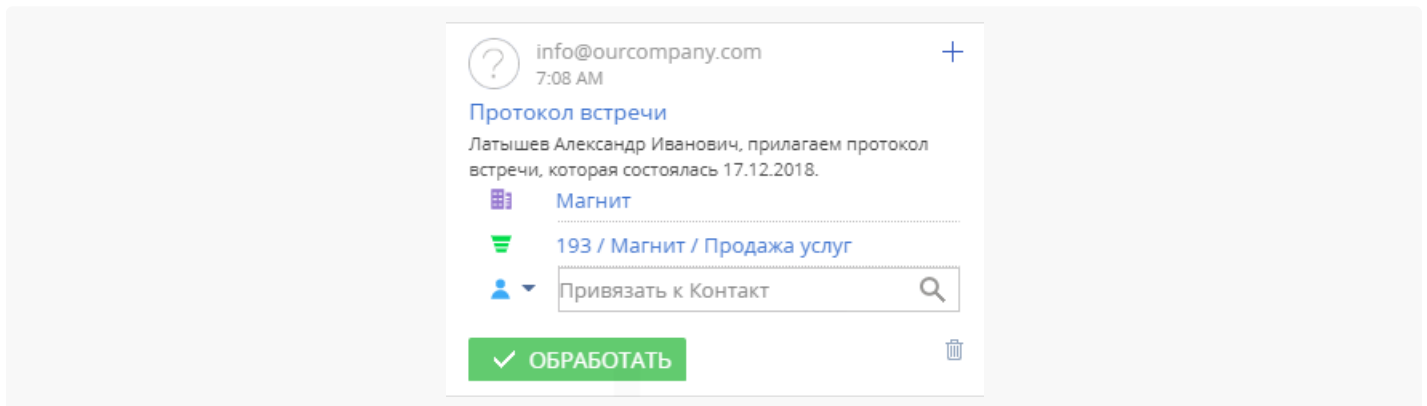 info@ourcompany.com
7:08 AM
Протокол встречи
Латышев Александр Иванович, прилагаем протокол
встречи, которая состоялась 17.12.2018.
Магнит
193 / Магнит / Продажа услуг
Привязать к Контакт
ОБРАБОТАТЬ